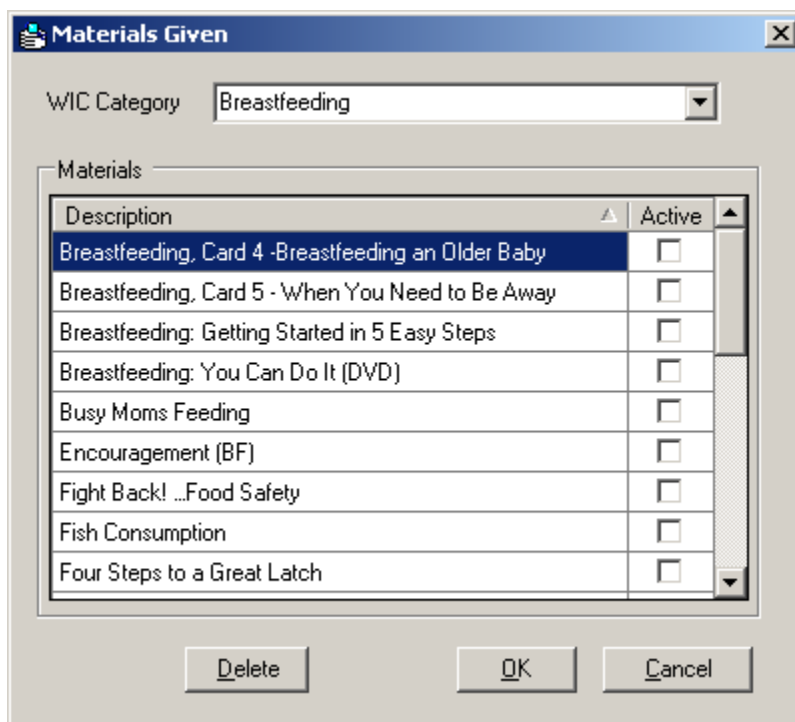 Materials Given
WIC Category Breastfeeding
Materials
Description Active
Breastfeeding, Card 4 -Breastfeeding an Older Baby
Breastfeeding, Card 5 - When You Need to Be Away
Breastfeeding: Getting Started in 5 Easy Steps
Breastfeeding: You Can Do It (DVD)
Busy Moms Feeding
Encouragement (BF)
Fight Back! ...Food Safety
Fish Consumption
Four Steps to a Great Latch
Delete OK Cancel